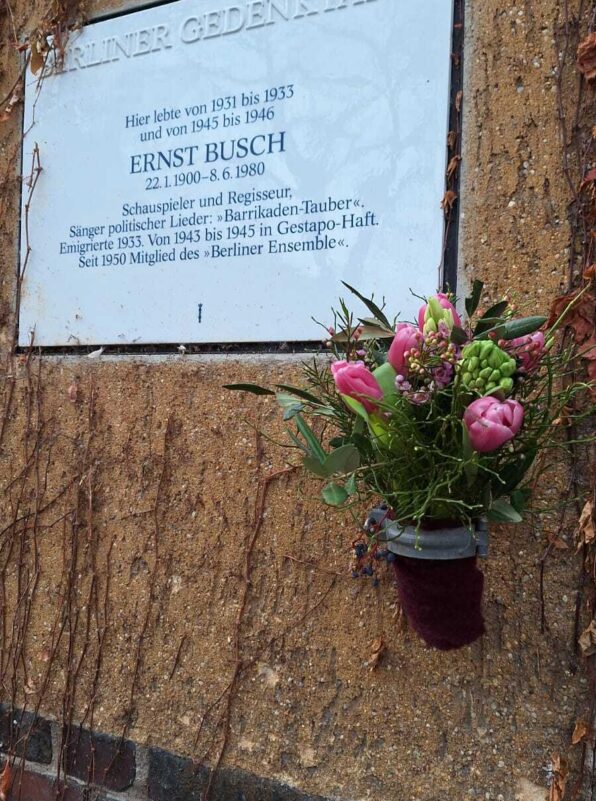 BERLINER GEDENKTAFEL
Hier lebte von 1931 bis 1933
und von 1945 bis 1946
ERNST BUSCH
22.1.1900–8.6.1980
Schauspieler und Regisseur,
Sänger politischer Lieder: »Barrikaden-Tauber«.
Emigrierte 1933. Von 1943 bis 1945 in Gestapo-Haft.
Seit 1950 Mitglied des »Berliner Ensemble«.